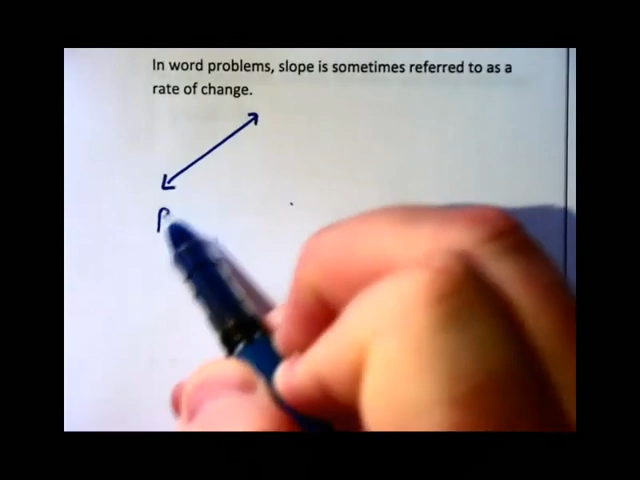 In word problems, slope is sometimes referred to as a
rate of change.